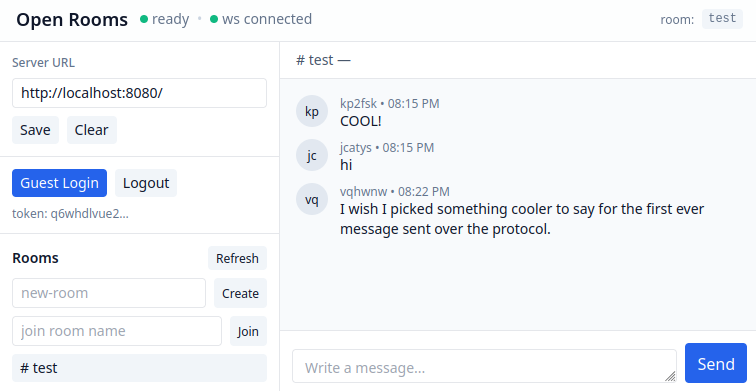 Open Rooms ready • ws connected
room: test
Server URL
http://localhost:8080/
Save Clear
Guest Login Logout
token: q6whdlvue2...
Rooms Refresh
new-room Create
join room name Join
# test
# test —
kp kp2fsk • 08:15 PM
COOL!
jc jcatys • 08:15 PM
hi
vq vqhwnw • 08:22 PM
I wish I picked something cooler to say for the first ever
message sent over the protocol.
Write a message... Send